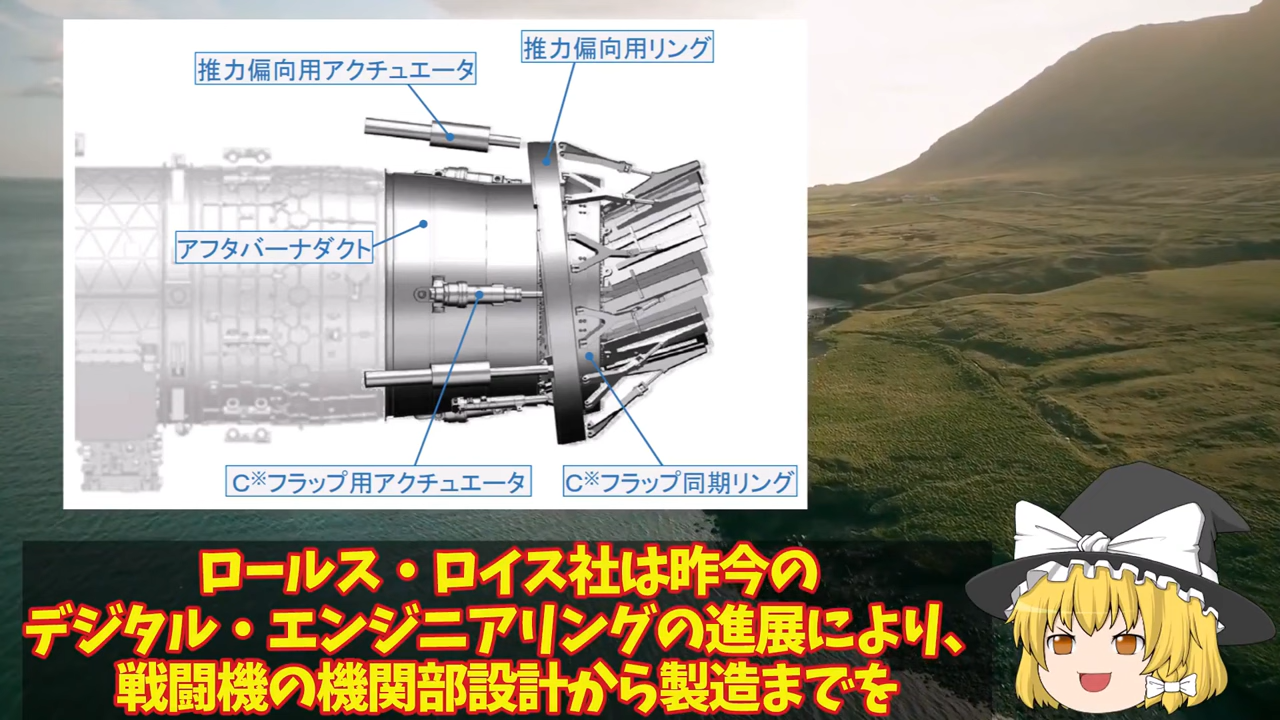 推力偏向用リング
推力偏向用アクチュエータ
アフタバーナダクト
C※フラップ用アクチュエータ
C※フラップ同期リング
ロールス・ロイス社は昨今の
デジタル・エンジニアリングの進展により、
戦闘機の機関部設計から製造までを